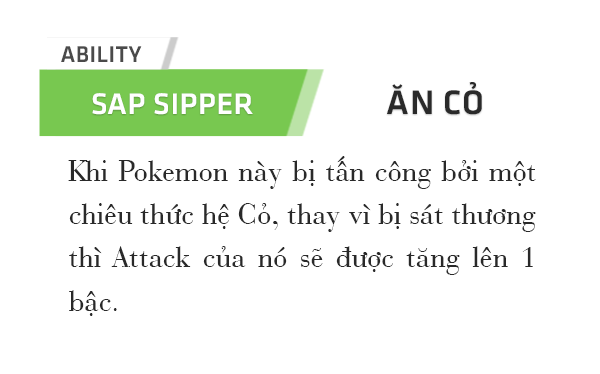 ABILITY
SAP SIPPER
ĂN CỎ
Khi Pokemon này bị tấn công bởi một
chiêu thức hệ Cỏ, thay vì bị sát thương
thì Attack của nó sẽ được tăng lên 1
bậc.